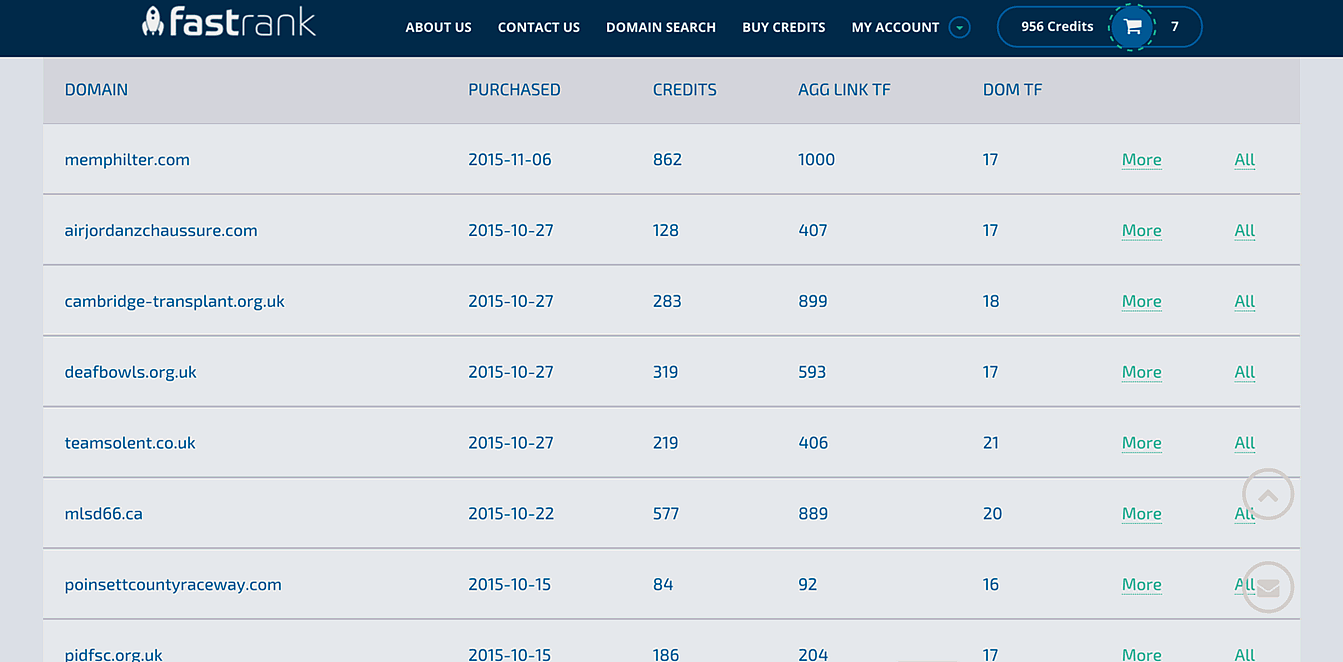 fastrank ABOUT US CONTACT US DOMAIN SEARCH BUY CREDITS MY ACCOUNT 956 Credits 7
DOMAIN PURCHASED CREDITS AGG LINK TF DOM TF
memphilter.com 2015-11-06 862 1000 17 More All
airjordanzchaussure.com 2015-10-27 128 407 17 More All
cambridge-transplant.org.uk 2015-10-27 283 899 18 More All
deafbowls.org.uk 2015-10-27 319 593 17 More All
teamsolent.co.uk 2015-10-27 219 406 21 More All
mlsd66.ca 2015-10-22 577 889 20 More All
poinsettcountyraceway.com 2015-10-15 84 92 16 More All
pidfsc.org.uk 2015-10-15 186 204 17 More All